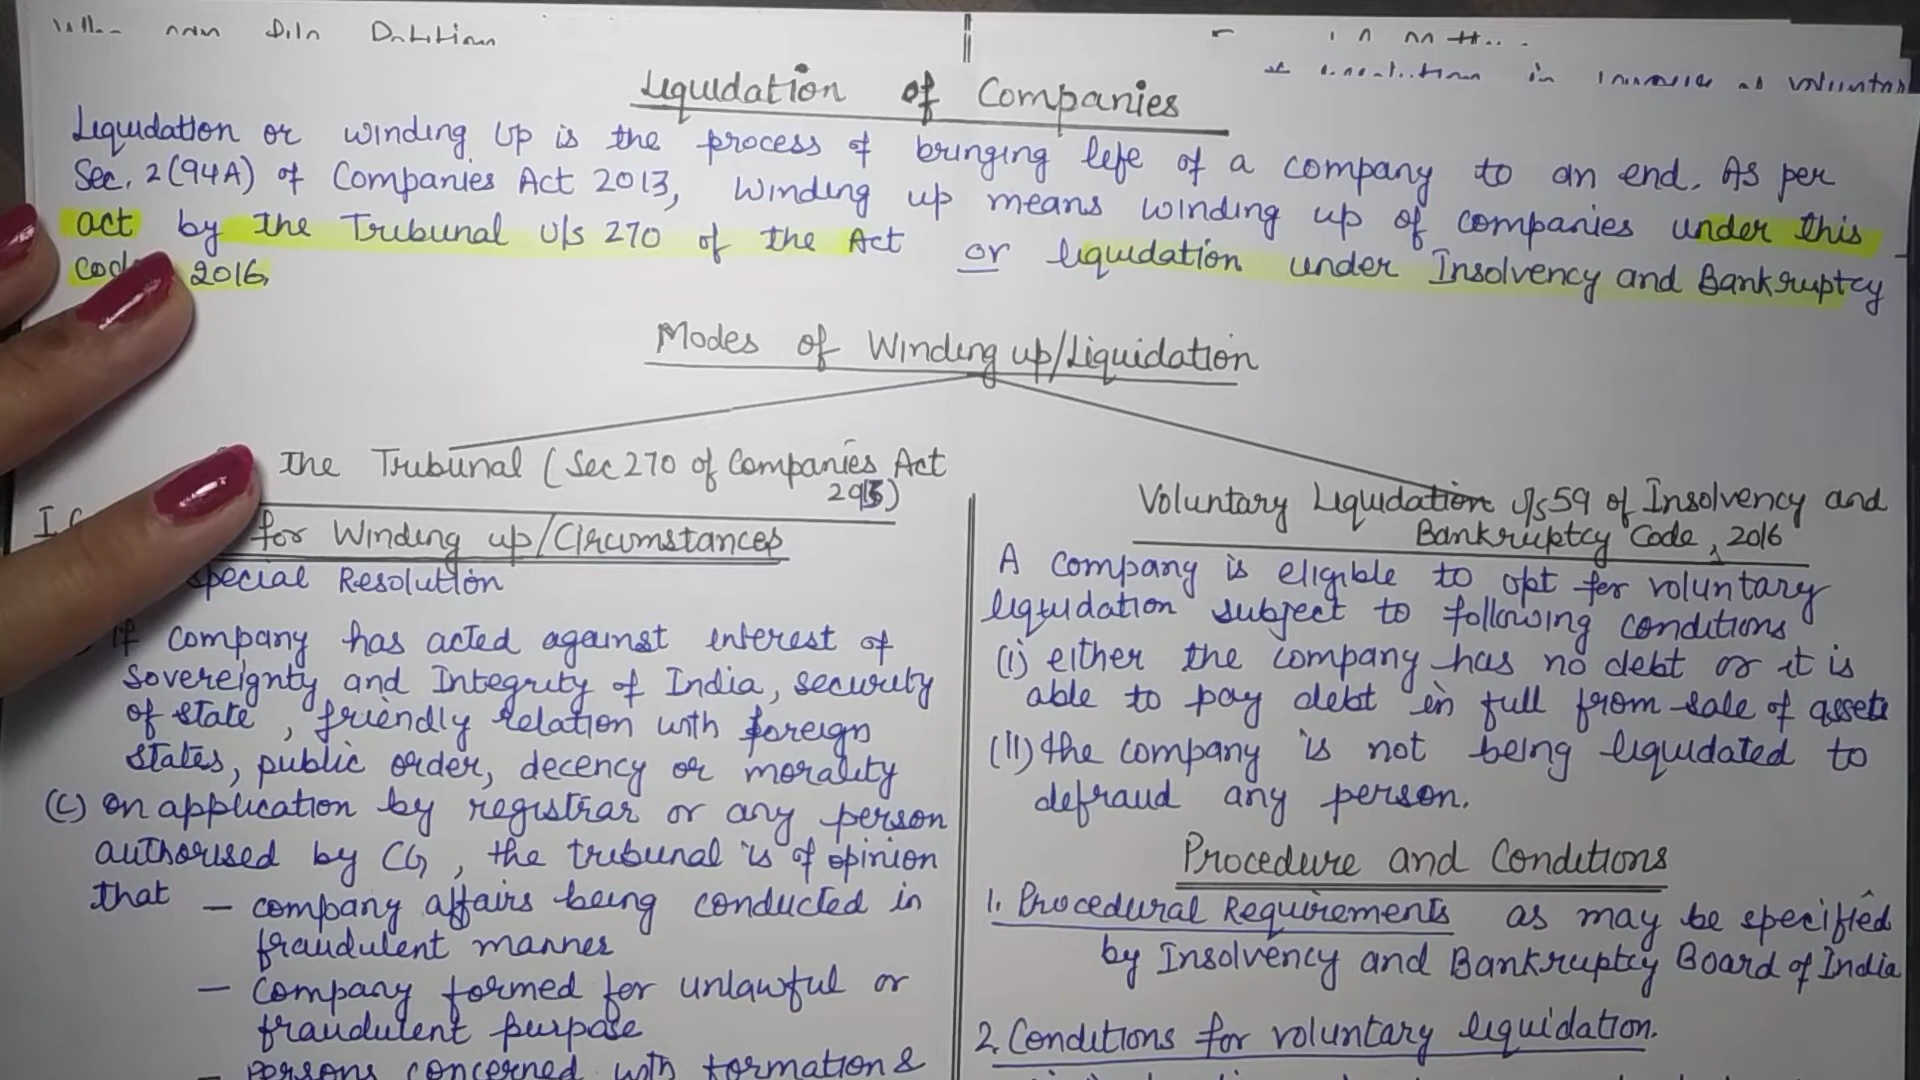 Liquidation of Companies
Liquidation or winding up is the process of bringing life of a company to an end. As per
Sec. 2(94A) of Companies Act 2013, winding up means winding up of companies under this
act by the Tribunal u/s 270 of the Act or liquidation under Insolvency and Bankruptcy
2016.
Modes of Winding up/Liquidation
the Tribunal (Sec 270 of Companies Act
for Winding up/Circumstances
special Resolution
if company has acted against interest of
sovereignty and Integrity of India, security
of state, friendly relation with foreign
states, public order, decency or morality
(C) on application by registrar or any person
authorised by CG, the tribunal is of opinion
that - company affairs being conducted in
fraudulent manner
- company formed for unlawful or
fraudulent purpose
- persons concerned with formation &
Voluntary Liquidation u/s 59 of Insolvency and
Bankruptcy Code, 2016
A company is eligible to opt for voluntary
liquidation subject to following conditions
(i) either the company has no debt or it is
able to pay debt in full from sale of assets
(ii) the company is not being liquidated to
defraud any person.
Procedure and Conditions
1. Procedural Requirements as may be specified
by Insolvency and Bankruptcy Board of India
2. Conditions for voluntary liquidation.